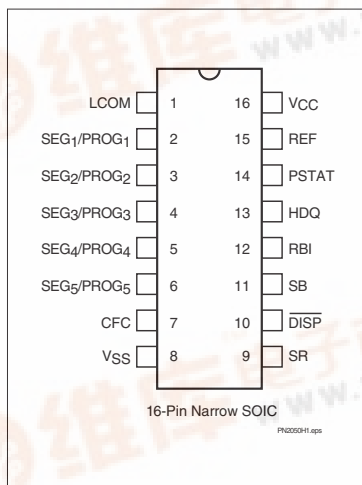 LCOM 1 16 VCC
SEG1/PROG1 2 15 REF
SEG2/PROG2 3 14 PSTAT
SEG3/PROG3 4 13 HDQ
SEG4/PROG4 5 12 RBI
SEG5/PROG5 6 11 SB
CFC 7 10 DISP
VSS 8 9 SR
16-Pin Narrow SOIC
PN2050H1.eps